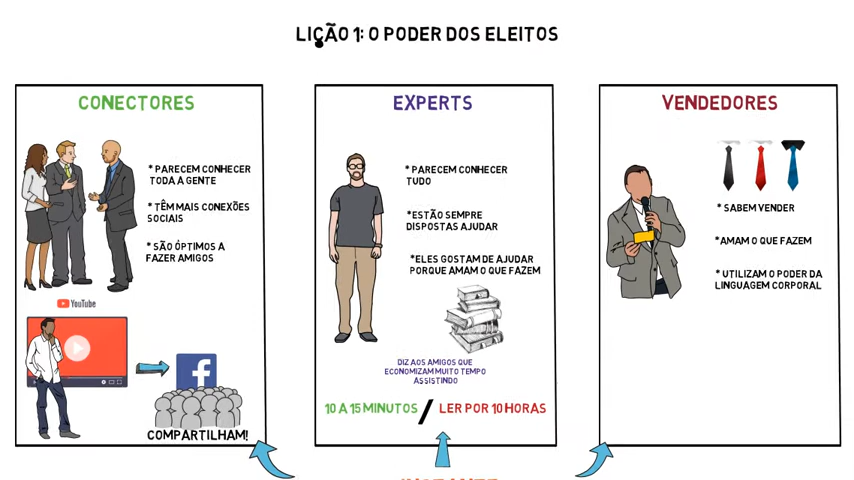 LIÇÃO 1: O PODER DOS ELEITOS
CONECTORES
* PARECEM CONHECER
TODA A GENTE
* TÊM MAIS CONEXÕES
SOCIAIS
* SÃO ÓPTIMOS A
FAZER AMIGOS
YouTube
COMPARTILHAM!
EXPERTS
* PARECEM CONHECER
TUDO
*ESTÃO SEMPRE
DISPOSTAS AJUDAR
*ELES GOSTAM DE AJUDAR
PORQUE AMAM O QUE FAZEM
DIZ AOS AMIGOS QUE
ECONOMIZAM MUITO TEMPO
ASSISTINDO
10 A 15 MINUTOS / LER POR 10 HORAS
VENDEDORES
* SABEM VENDER
*AMAM O QUE FAZEM
* UTILIZAM O PODER DA
LINGUAGEM CORPORAL